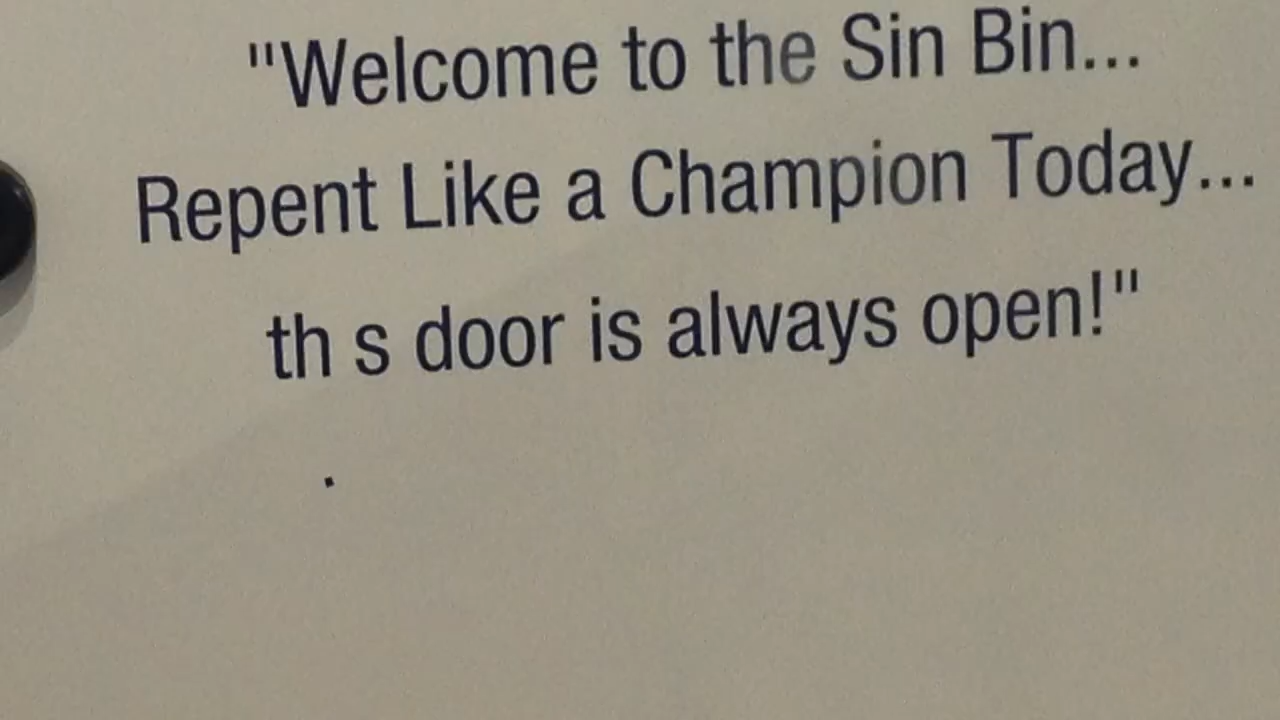 "Welcome to the Sin Bin...
Repent Like a Champion Today...
th s door is always open!"
.